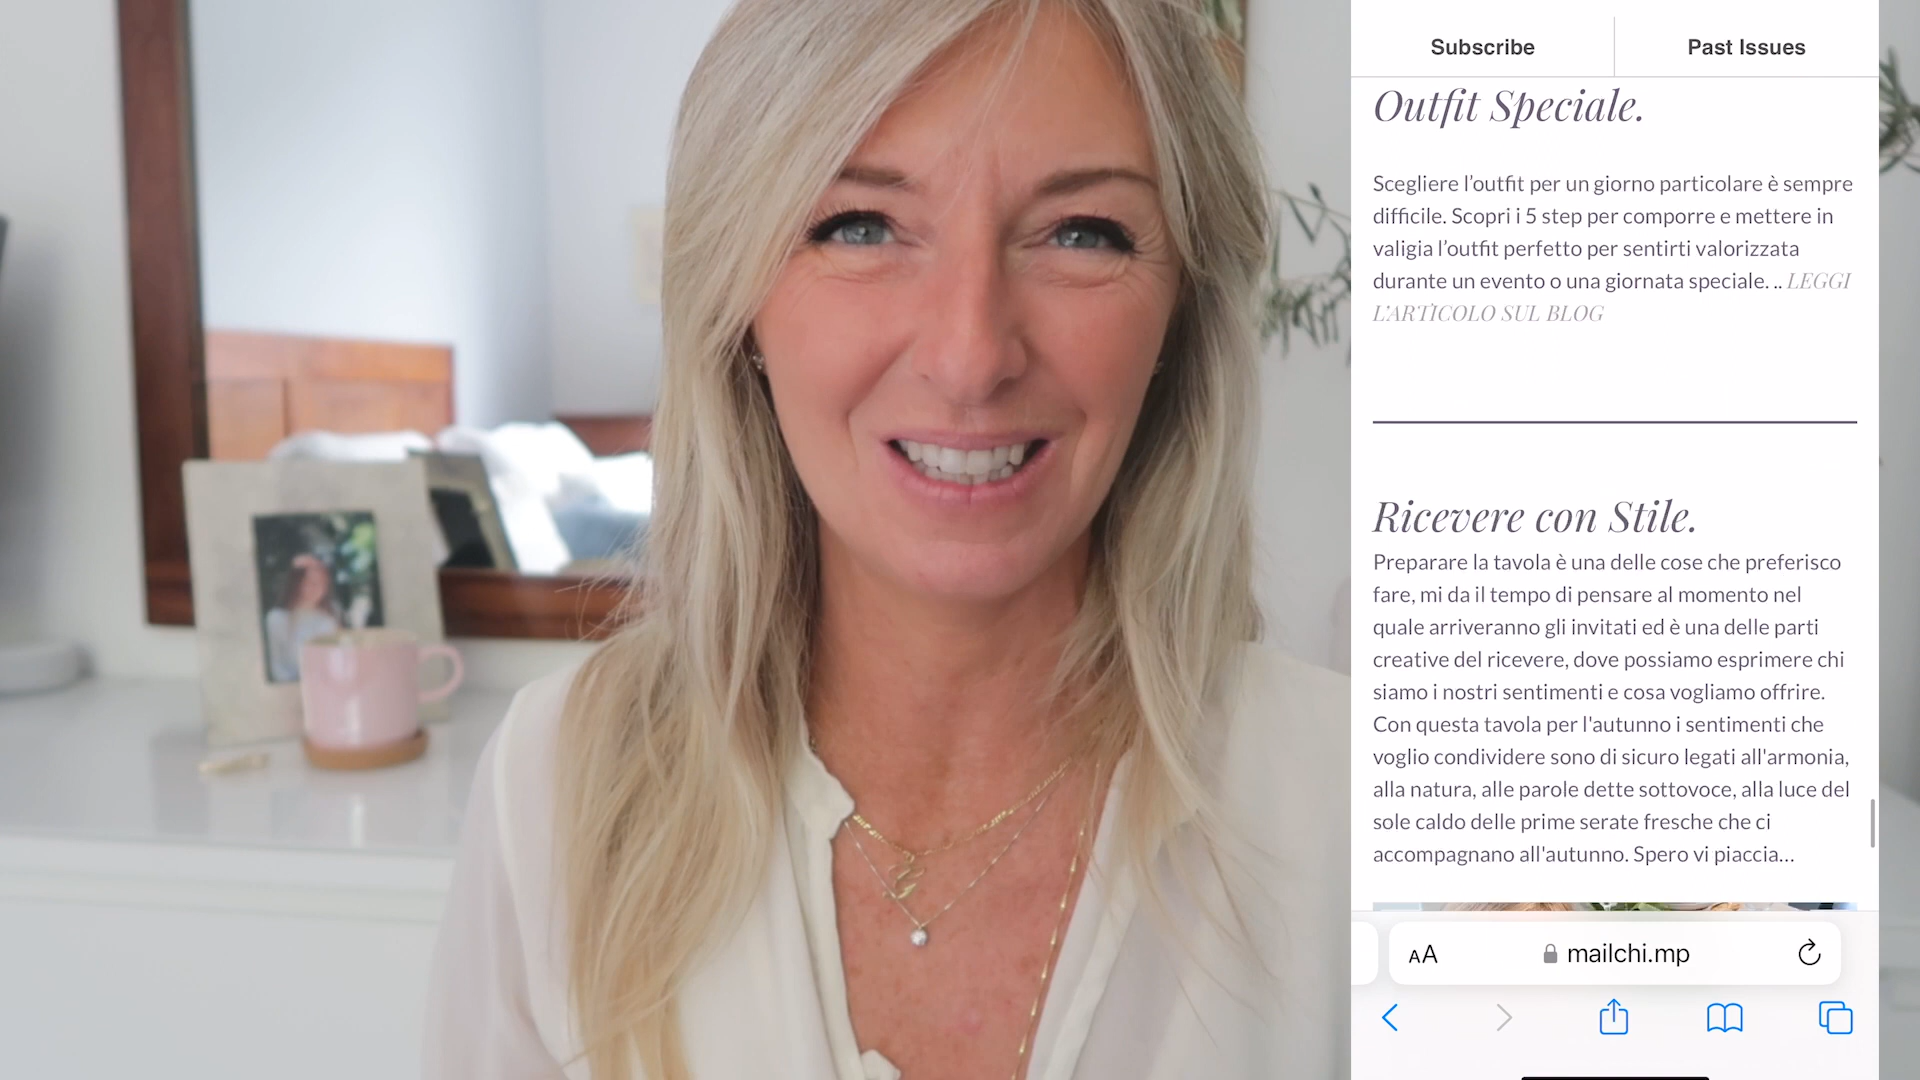 Subscribe
Past Issues
Outfit Speciale.
Scegliere l’outfit per un giorno particolare è sempre
difficile. Scopri i 5 step per comporre e mettere in
valigia l’outfit perfetto per sentirti valorizzata
durante un evento o una giornata speciale. .. LEGGI
L’ARTICOLO SUL BLOG
Ricevere con Stile.
Preparare la tavola è una delle cose che preferisco
fare, mi da il tempo di pensare al momento nel
quale arriveranno gli invitati ed è una delle parti
creative del ricevere, dove possiamo esprimere chi
siamo i nostri sentimenti e cosa vogliamo offrire.
Con questa tavola per l'autunno i sentimenti che
voglio condividere sono di sicuro legati all'armonia,
alla natura, alle parole dette sottovoce, alla luce del
sole caldo delle prime serate fresche che ci
accompagnano all'autunno. Spero vi piaccia...
AA
mailchi.mp